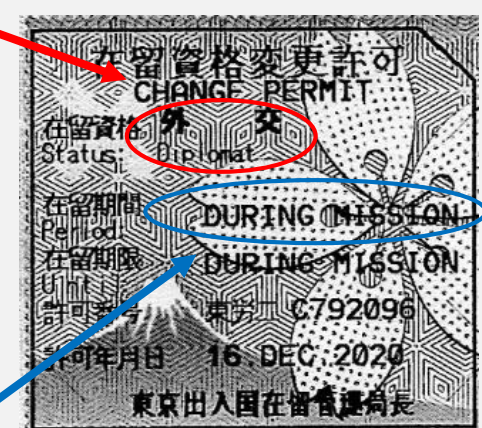 在留資格変更許可
CHANGE PERMIT
在留資格 外 交
Status: Diplomat
在留期間
Period DURING MISSION
在留期限 DURING MISSION
Until
許可番号 東労 C792096
許可年月日 16.DEC.2020
東京出入国在留管理局長